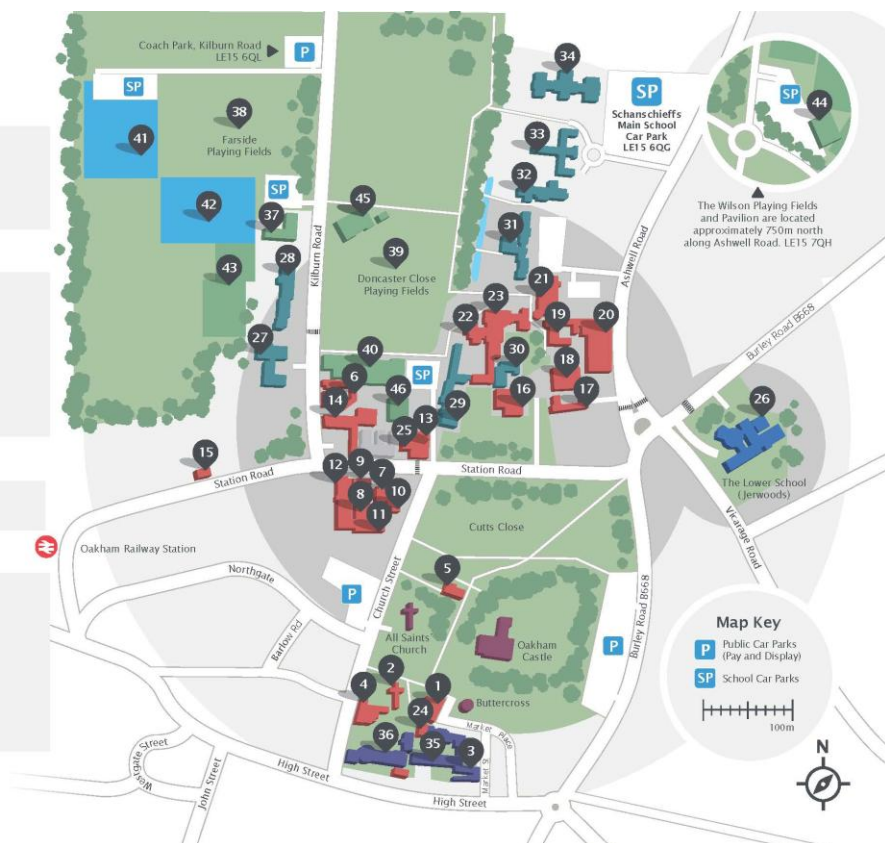 Coach Park, Kilburn Road
LE15 6QL
P
SP
34
SP
Schanschieffs
Main School
Car Park
LE15 6QG
SP
44
The Wilson Playing Fields
and Pavilion are located
approximately 750m north
along Ashwell Road. LE15 7QH
38
Farside
Playing Fields
41
33
32
42
SP
37
45
31
Kilburn Road
Ashwell Road
43
28
39
Doncaster Close
Playing Fields
21
23
22
19
20
Burley Road B668
27
40
30
18
6
SP
16
17
14
46
29
26
13
25
15
12
9
7
Station Road
Station Road
The Lower School
(Jerwoods)
8
10
11
Cutts Close
Vicarage Road
Oakham Railway Station
Northgate
5
Church Street
P
Burley Road B668
Map Key
P
Public Car Parks
(Pay and Display)
SP
School Car Parks
100m
All Saints
Church
Oakham
Castle
P
Barlow Rd
2
4
1
Buttercross
24
Market Place
36
35
3
Market St
N
Westgate Street
John Street
High Street
High Street